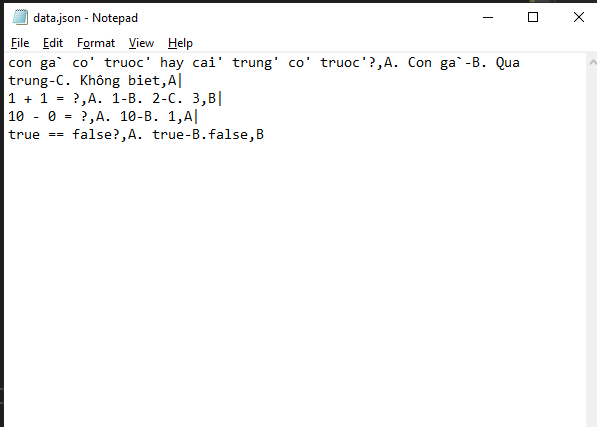 data.json - Notepad
File Edit Format View Help
con ga` co' truoc' hay cai' trung' co' truoc'?,A. Con ga`-B. Qua
trung-C. Không biet,A|
1 + 1 = ?,A. 1-B. 2-C. 3,B|
10 - 0 = ?,A. 10-B. 1,A|
true == false?,A. true-B.false,B